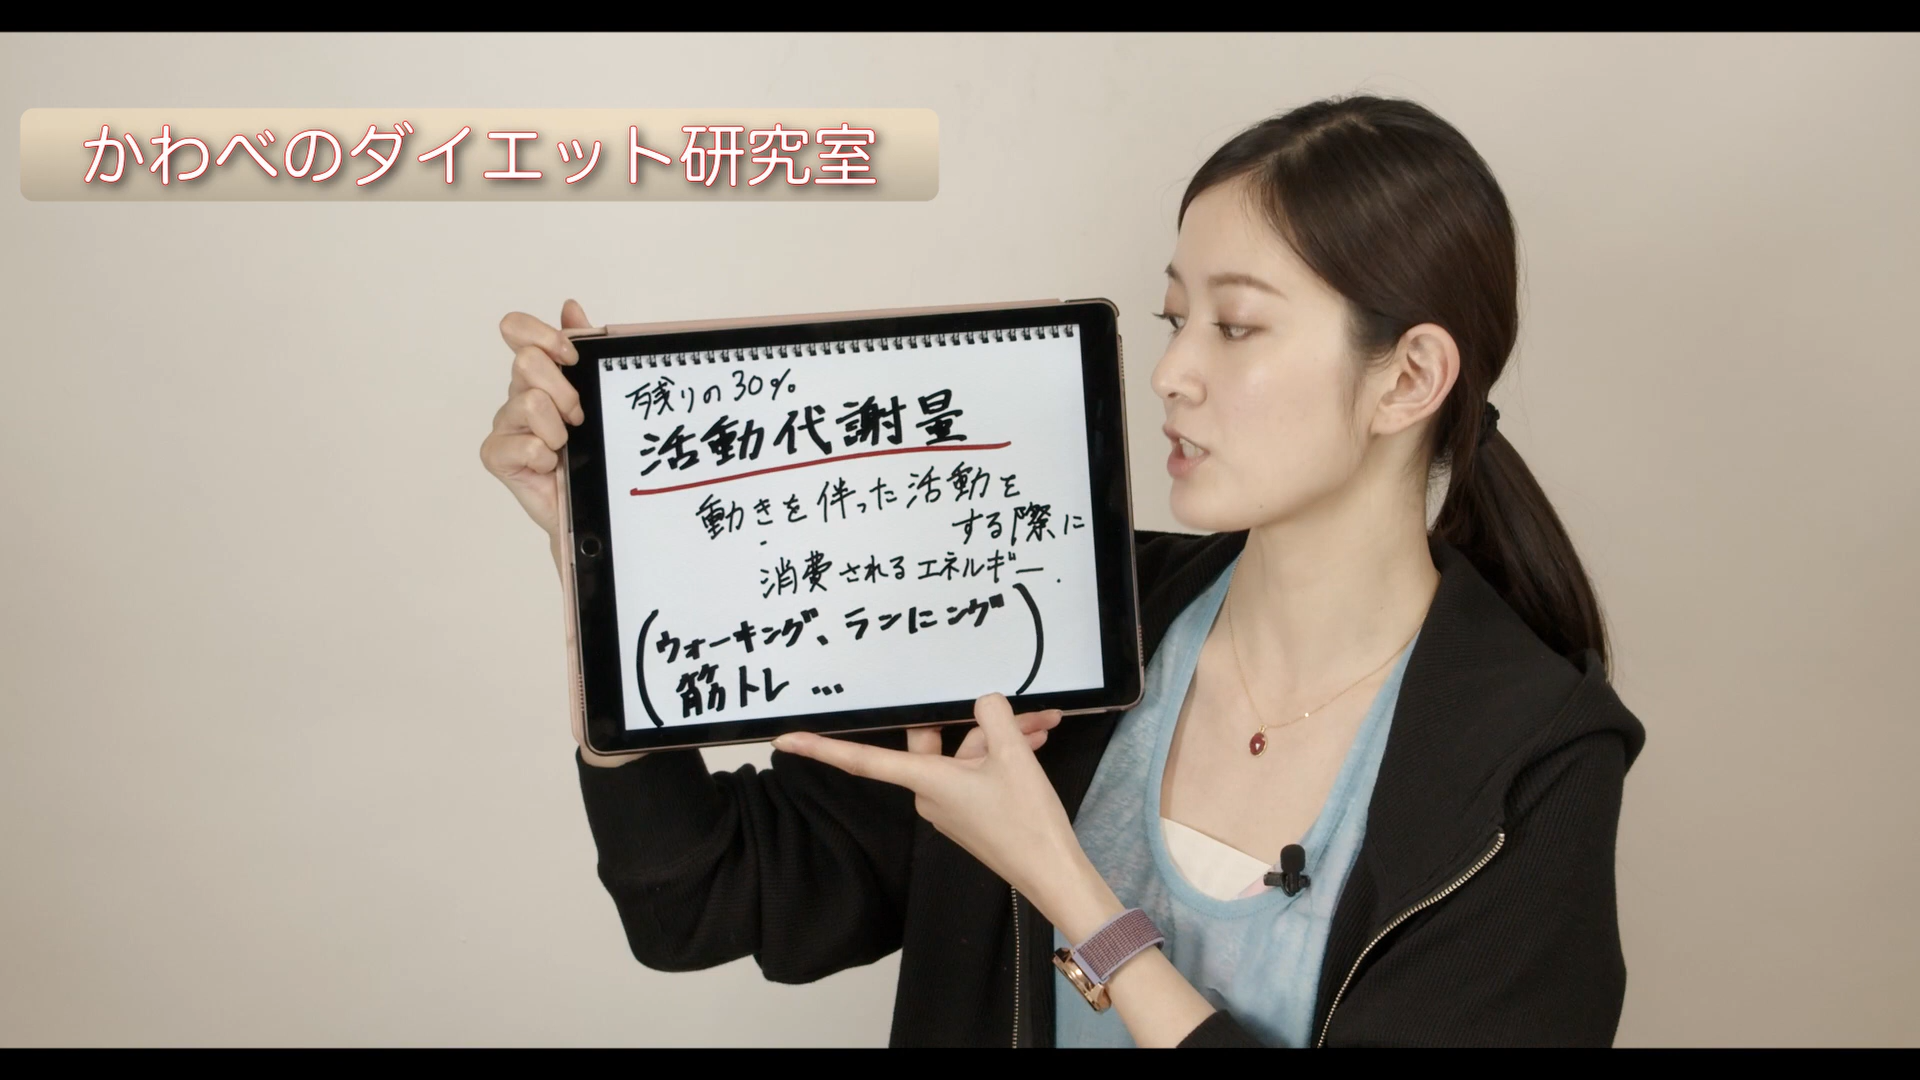 かわべのダイエット研究室
残りの30%
活動代謝量
動きを伴った活動を
する際に
消費されるエネルギー.
(ウォーキング、ランにング
筋トレ…)